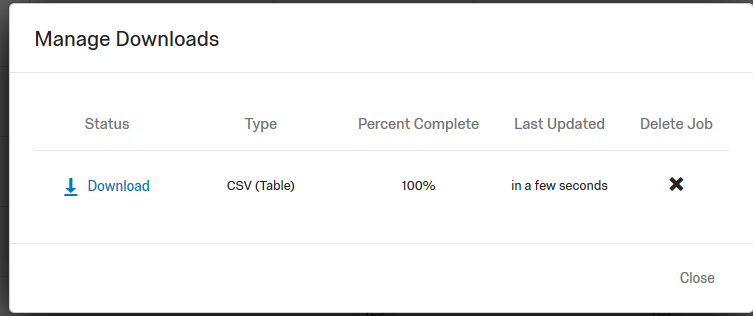 Manage Downloads
Status Type Percent Complete Last Updated Delete Job
Download CSV (Table) 100% in a few seconds
Close